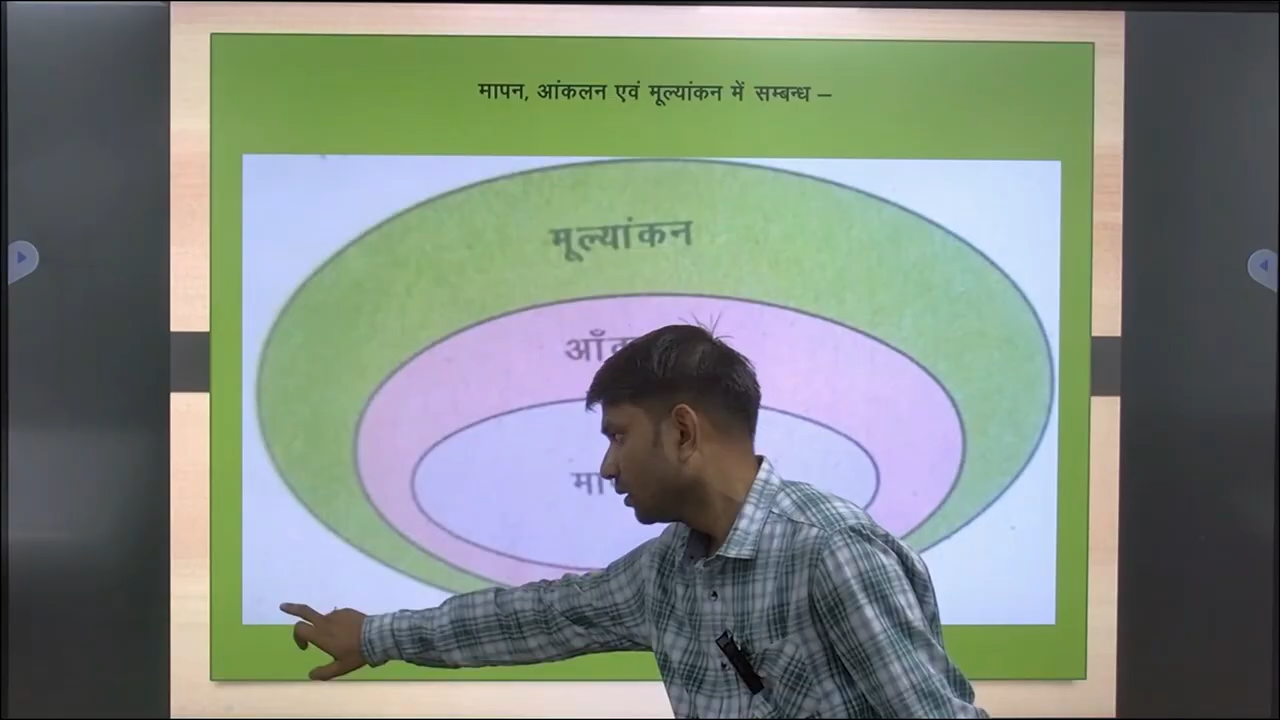 मापन, आंकलन एवं मूल्यांकन में सम्बन्ध –
मूल्यांकन